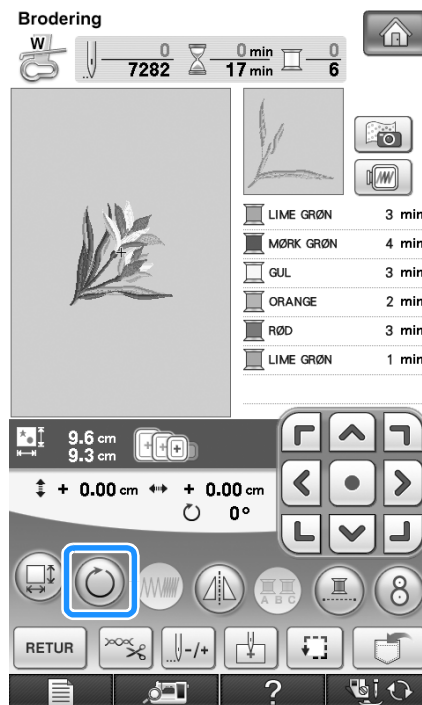 Brodering
W
0 0 min 0
7282 17 min 6
LIME GRØN 3 min
MØRK GRØN 4 min
GUL 3 min
ORANGE 2 min
RØD 3 min
LIME GRØN 1 min
9.6 cm
9.3 cm
+ 0.00 cm + 0.00 cm
0°
A B C
8
RETUR -/+
?